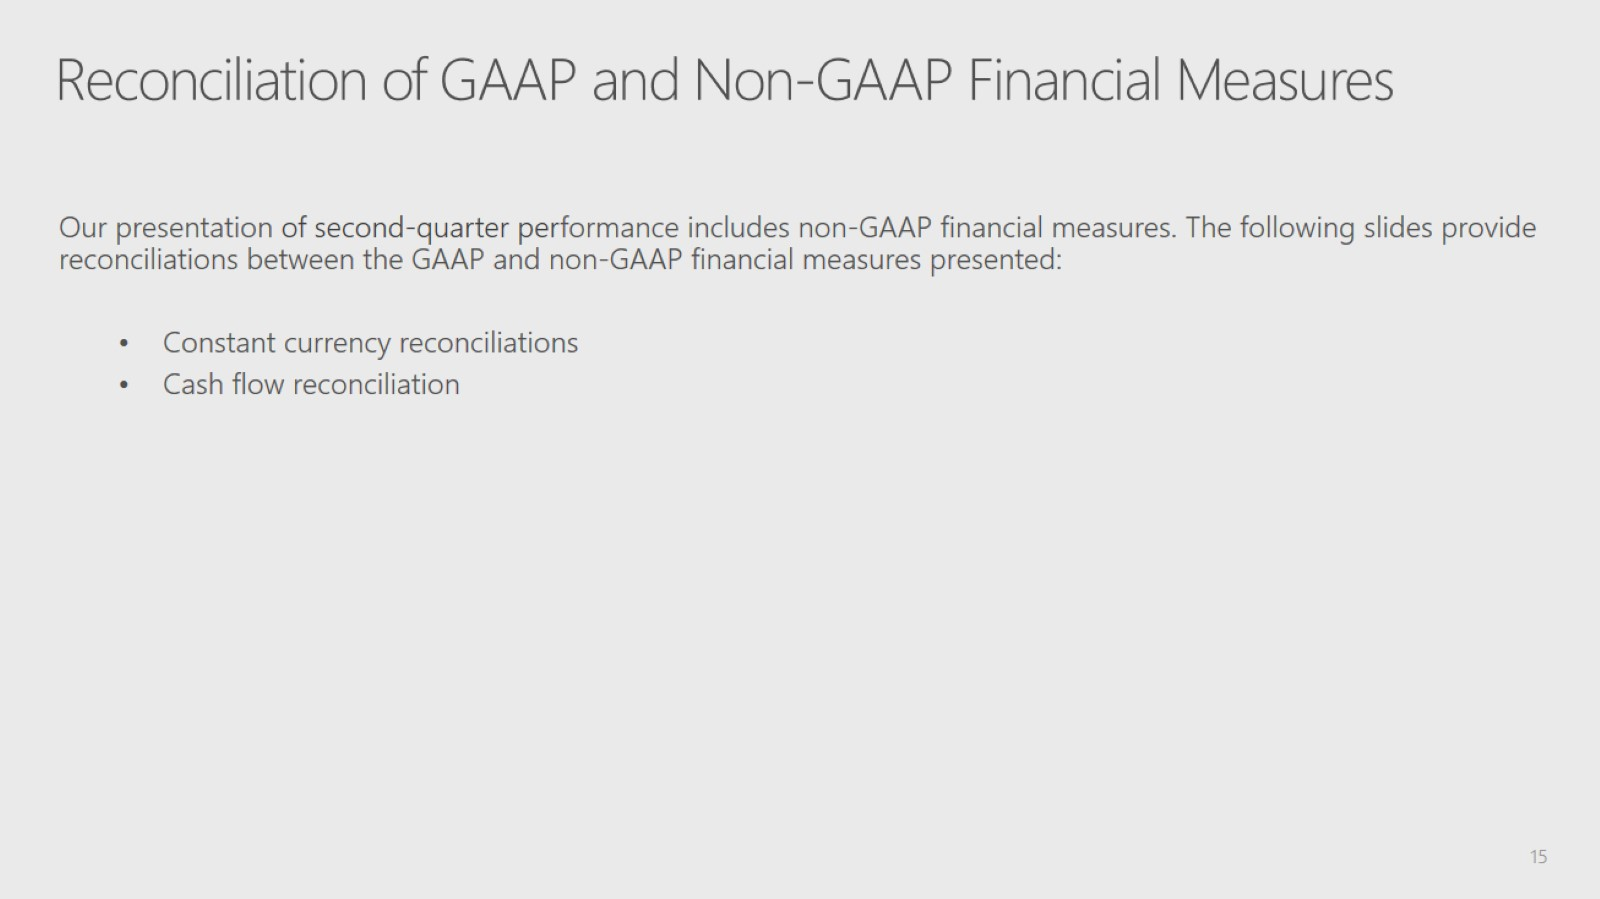 Reconciliation of GAAP and Non-GAAP Financial Measures
Our presentation of second-quarter performance includes non-GAAP financial measures. The following slides provide
reconciliations between the GAAP and non-GAAP financial measures presented:
• Constant currency reconciliations
• Cash flow reconciliation
15